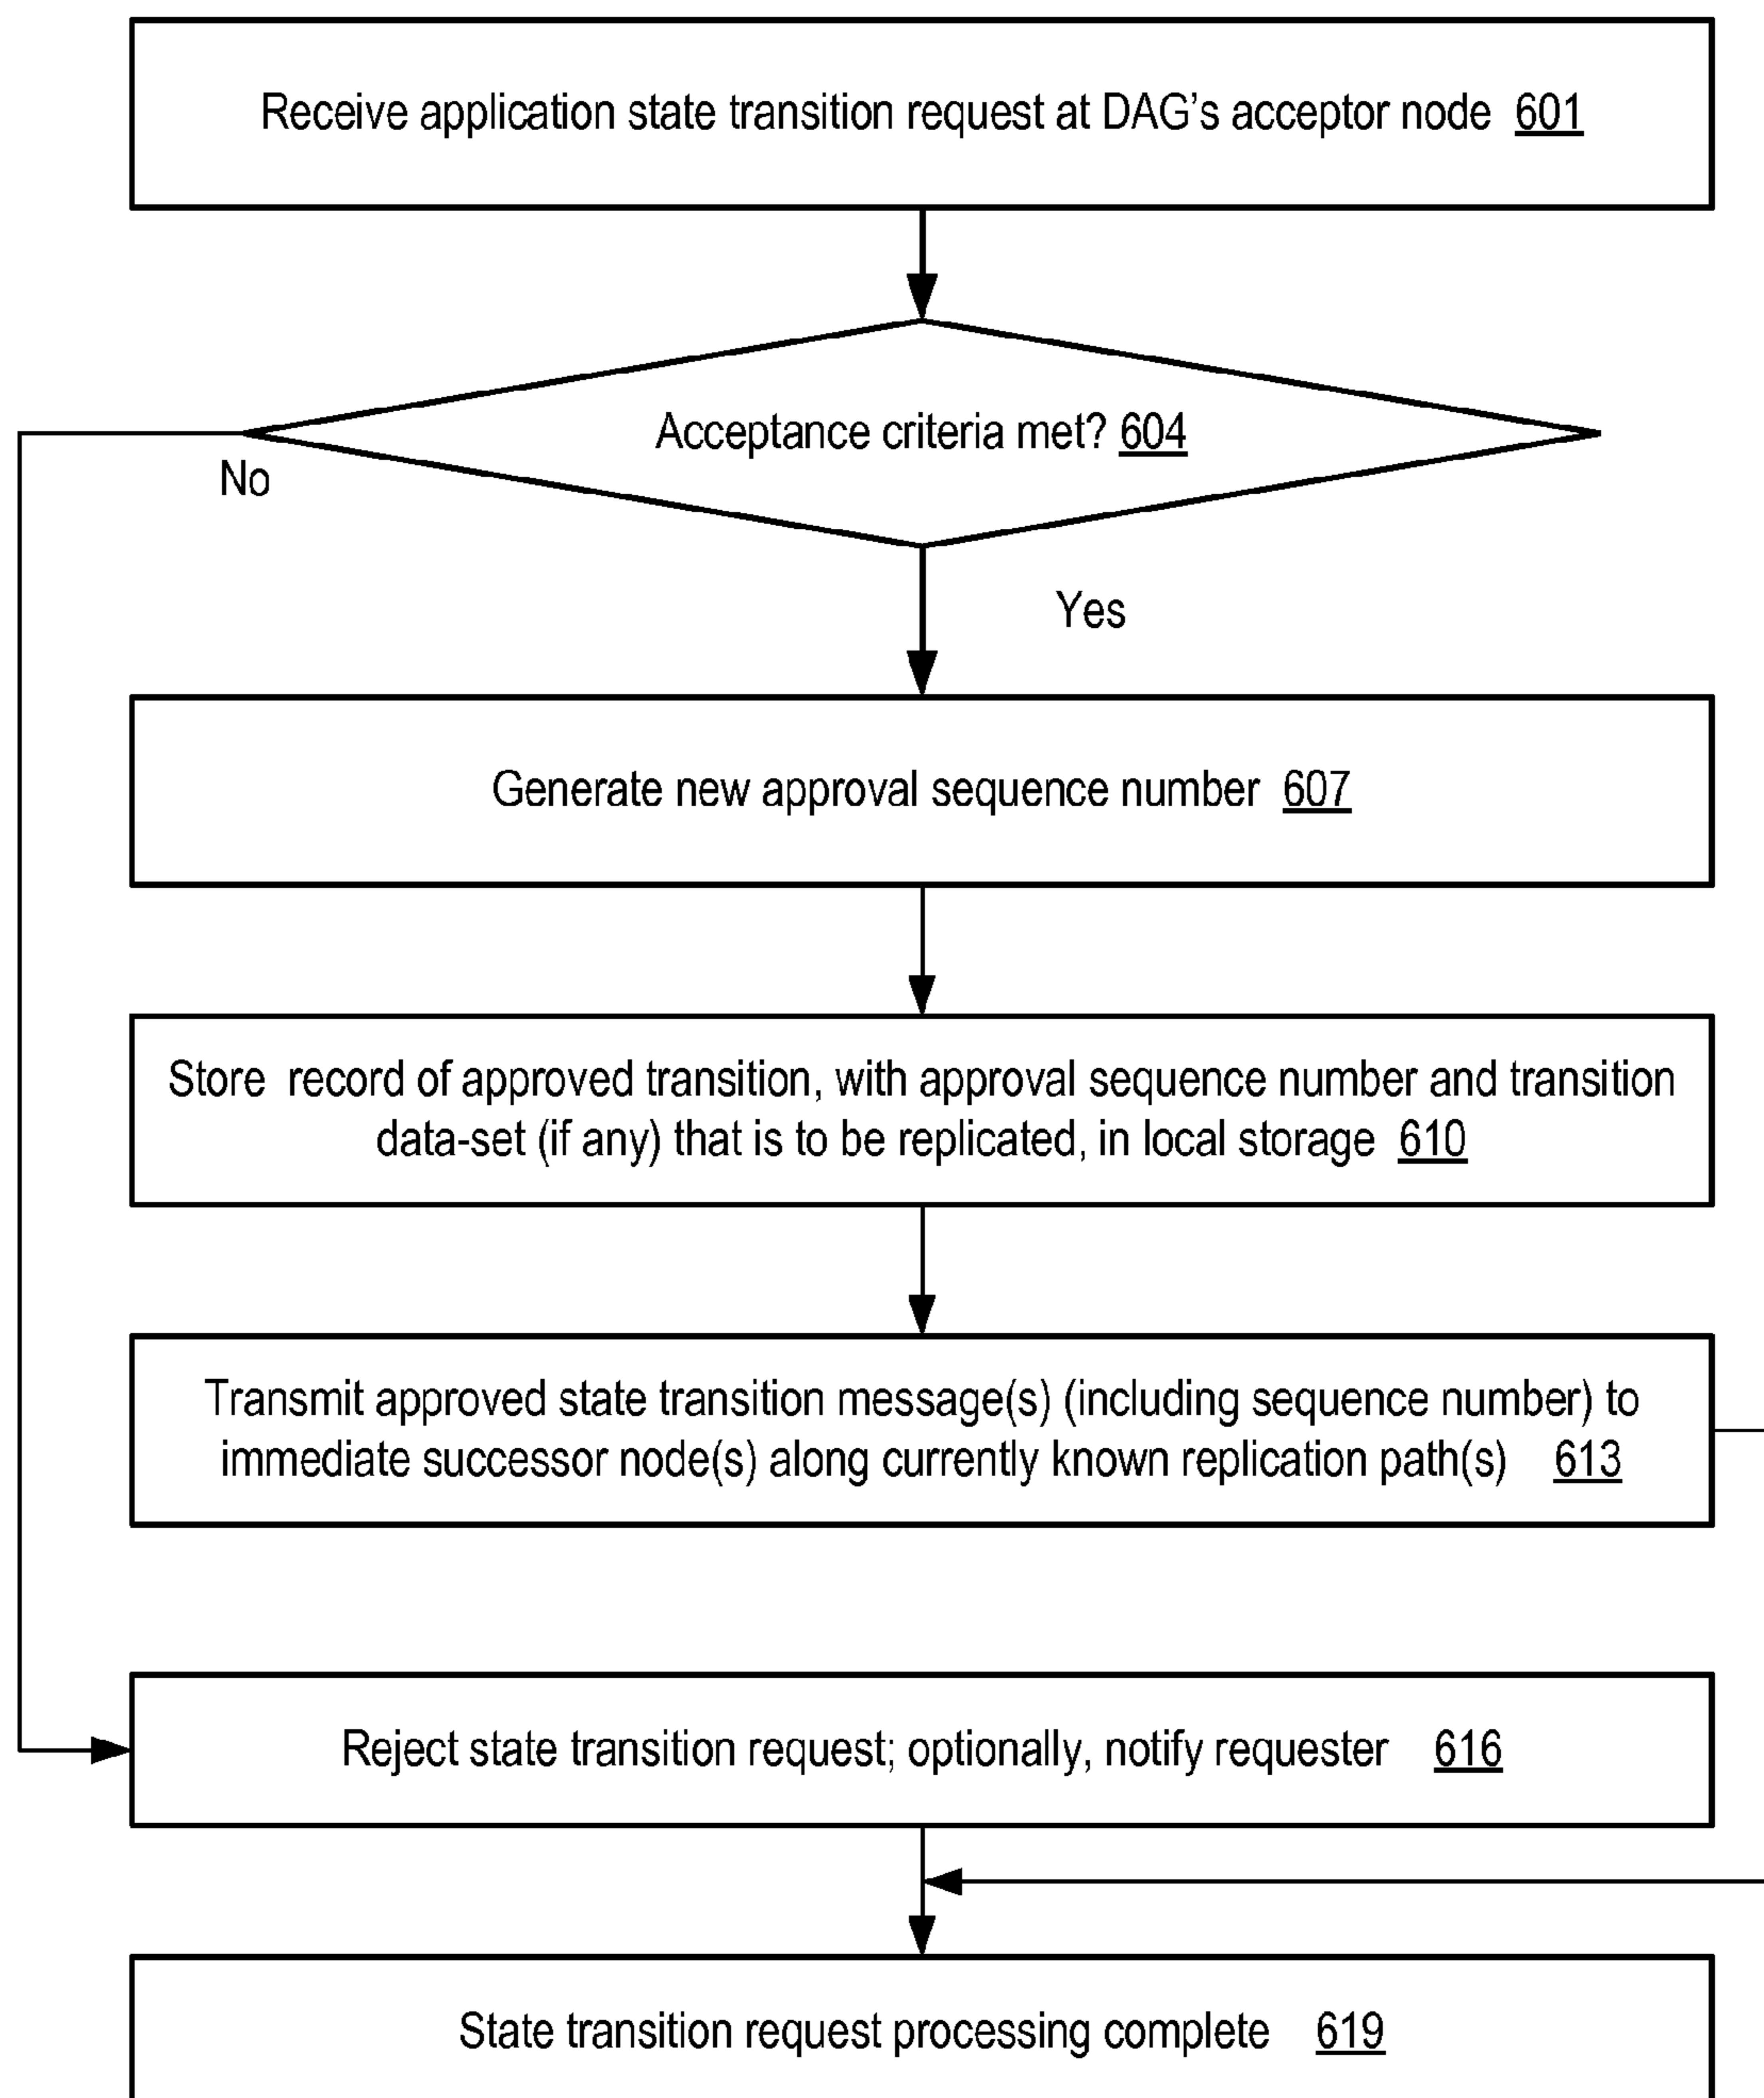 Receive application state transition request at DAG's acceptor node 601
Acceptance criteria met? 604
No
Yes
Generate new approval sequence number 607
Store record of approved transition, with approval sequence number and transition
data-set (if any) that is to be replicated, in local storage 610
Transmit approved state transition message(s) (including sequence number) to
immediate successor node(s) along currently known replication path(s) 613
Reject state transition request; optionally, notify requester 616
State transition request processing complete 619